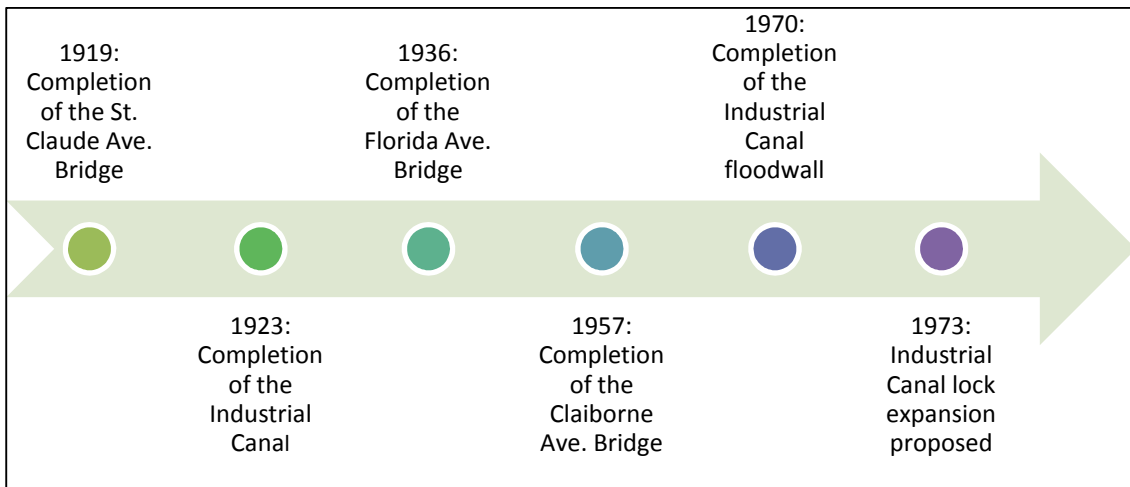 1919:
Completion
of the St.
Claude Ave.
Bridge
1923:
Completion
of the
Industrial
Canal
1936:
Completion
of the
Florida Ave.
Bridge
1957:
Completion
of the
Claiborne
Ave. Bridge
1970:
Completion
of the
Industrial
Canal
floodwall
1973:
Industrial
Canal lock
expansion
proposed